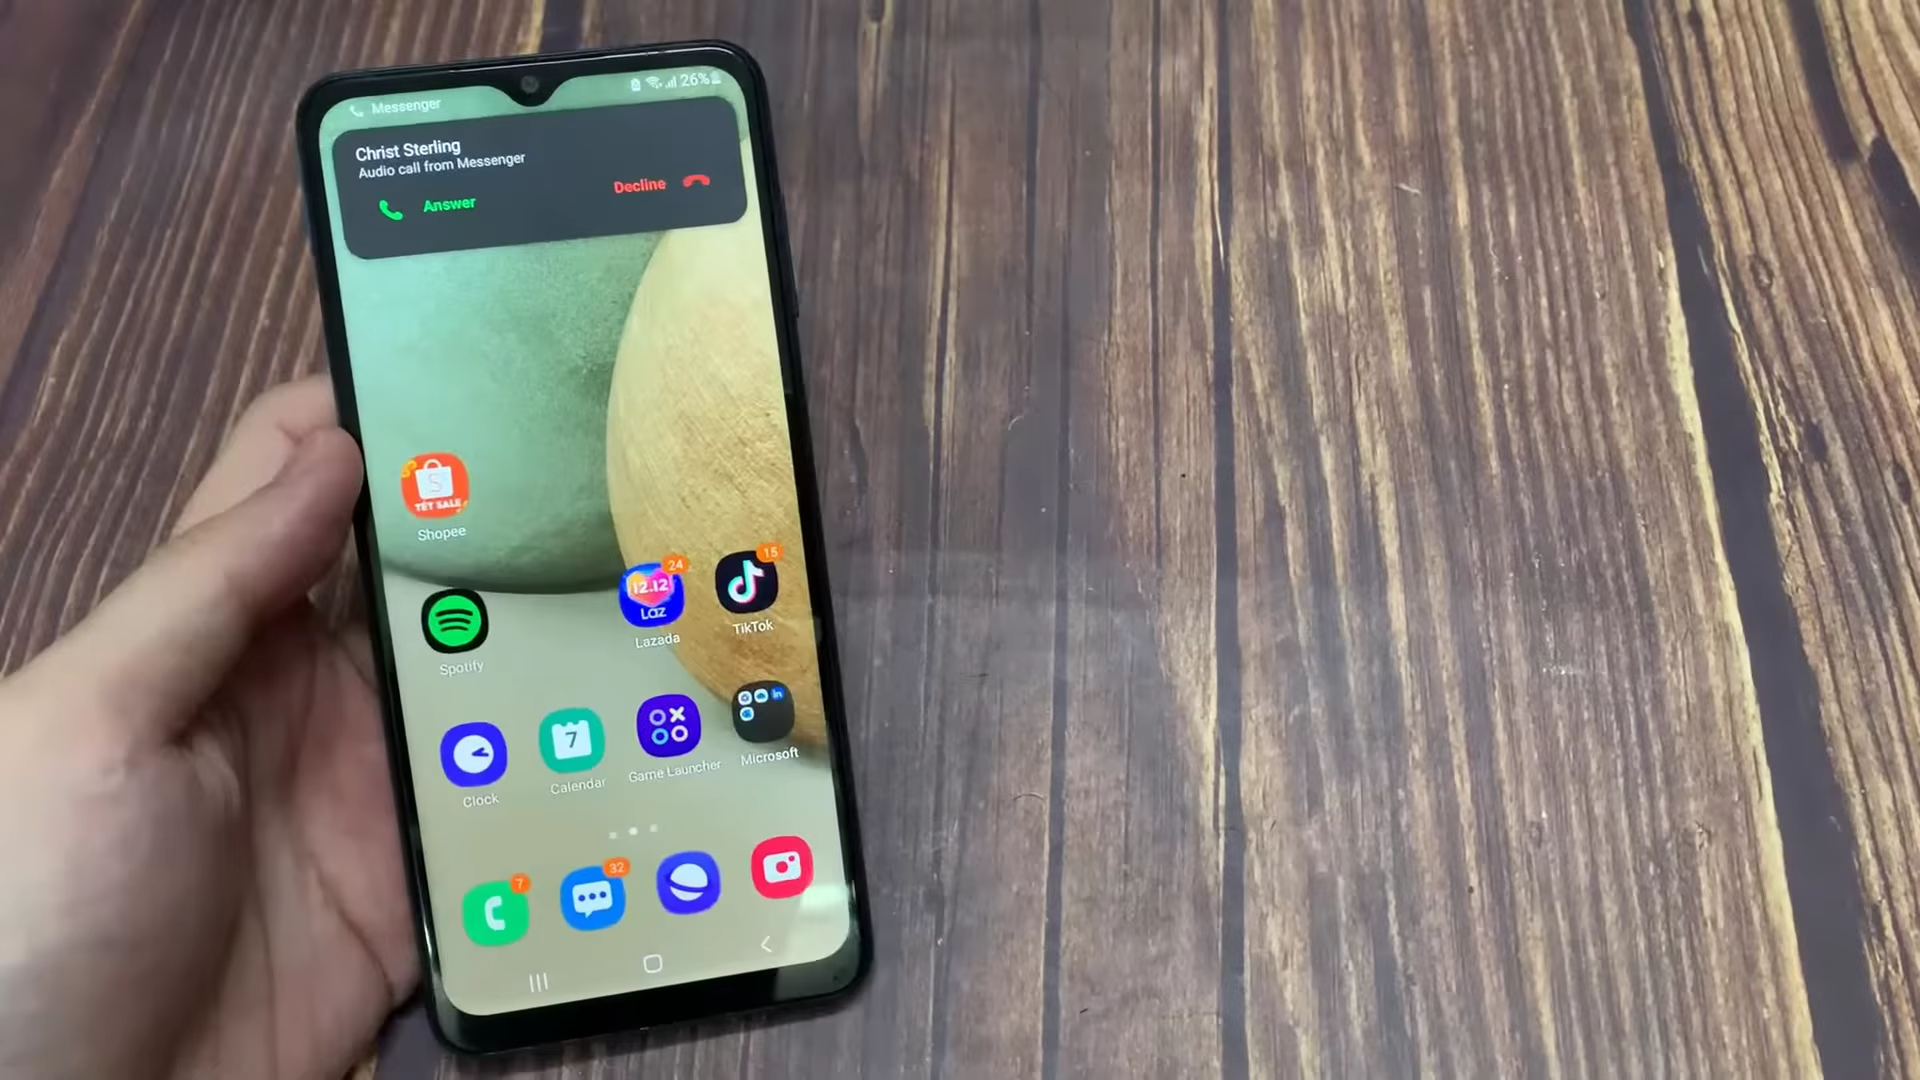 26%
Messenger
Christ Sterling
Audio call from Messenger
Answer
Decline
S
TẾT SALE
Shopee
24
12.12
Laz
Lazada
15
TikTok
Spotify
Clock
7
Calendar
Game Launcher
in
Microsoft
7
32